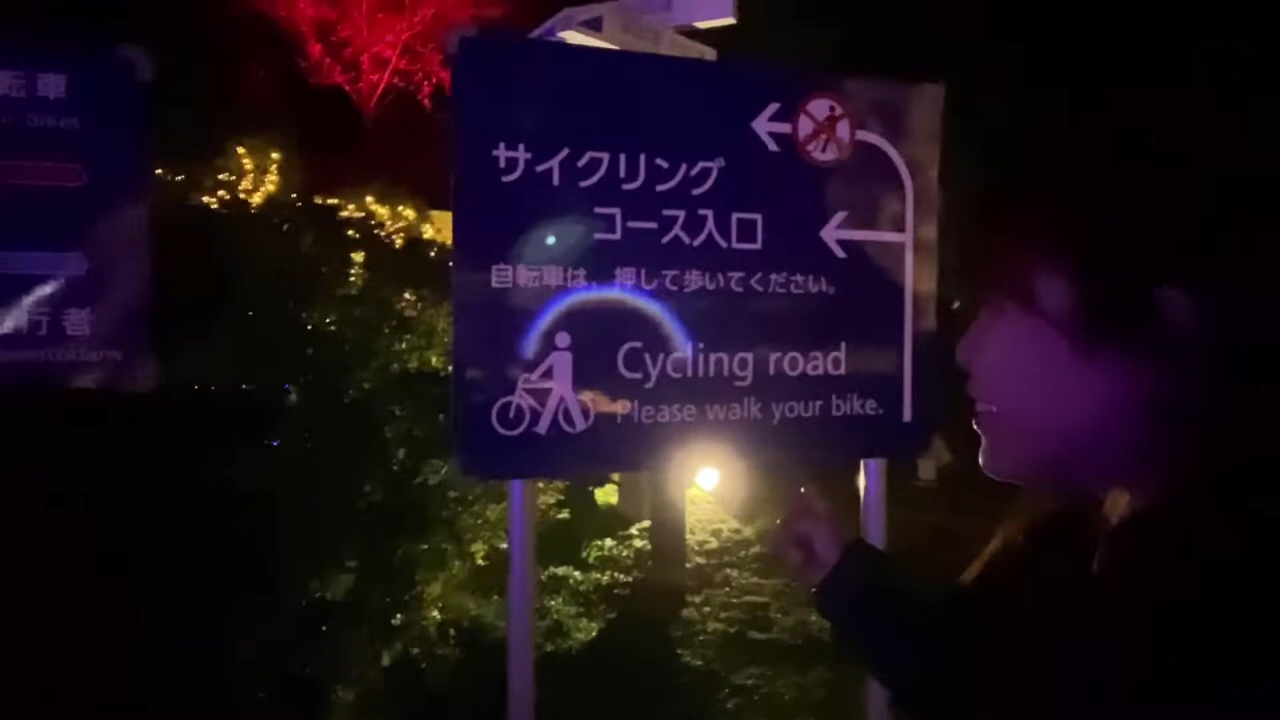 転車
bikes
行者
サイクリング
コース入口
自転車は、押して歩いてください。
Cycling road
Please walk your bike.